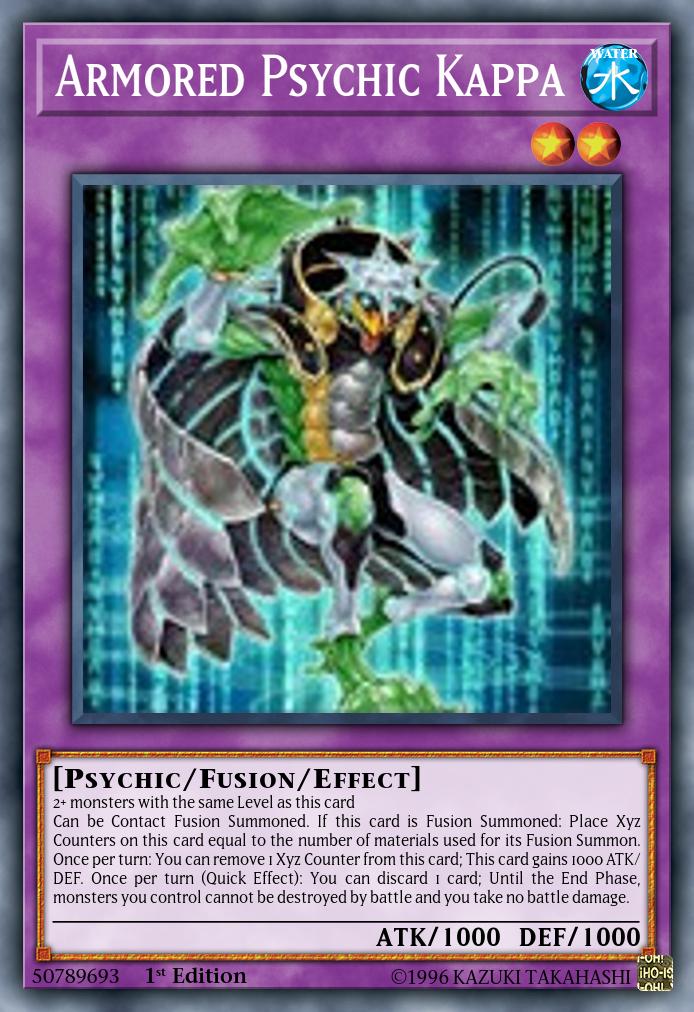 Armored Psychic Kappa
WATER
水
[Psychic/Fusion/Effect]
2+ monsters with the same Level as this card
Can be Contact Fusion Summoned. If this card is Fusion Summoned: Place Xyz
Counters on this card equal to the number of materials used for its Fusion Summon.
Once per turn: You can remove 1 Xyz Counter from this card; This card gains 1000 ATK/
DEF. Once per turn (Quick Effect): You can discard 1 card; Until the End Phase,
monsters you control cannot be destroyed by battle and you take no battle damage.
ATK/1000 DEF/1000
50789693 1st Edition ©1996 KAZUKI TAKAHASHI